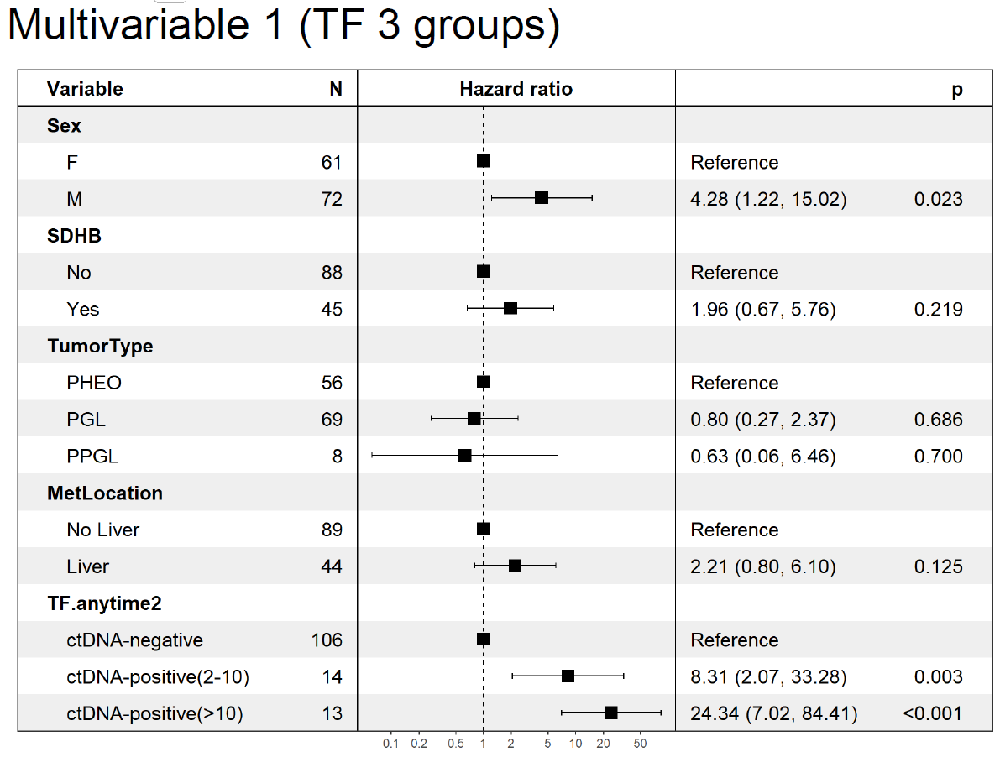 Multivariable 1 (TF 3 groups)
Variable N Hazard ratio p
Sex
F 61 Reference
M 72 4.28 (1.22, 15.02) 0.023
SDHB
No 88 Reference
Yes 45 1.96 (0.67, 5.76) 0.219
TumorType
PHEO 56 Reference
PGL 69 0.80 (0.27, 2.37) 0.686
PPGL 8 0.63 (0.06, 6.46) 0.700
MetLocation
No Liver 89 Reference
Liver 44 2.21 (0.80, 6.10) 0.125
TF.anytime2
ctDNA-negative 106 Reference
ctDNA-positive(2-10) 14 8.31 (2.07, 33.28) 0.003
ctDNA-positive(>10) 13 24.34 (7.02, 84.41) <0.001
0.1 0.2 0.5 1 2 5 10 20 50